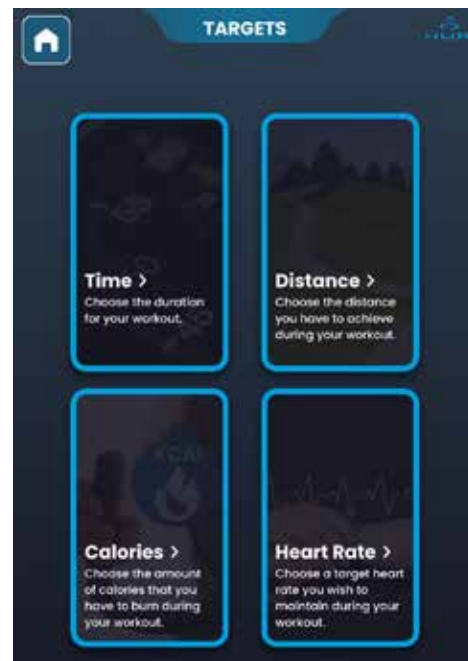 TARGETS
Time >
Choose the duration
for your workout.
Distance >
Choose the distance
you have to achieve
during your workout.
KCAL
Calories >
Choose the amount
of calories that you
have to burn during
your workout.
Heart Rate >
Choose a target heart
rate you wish to
maintain during your
workout.